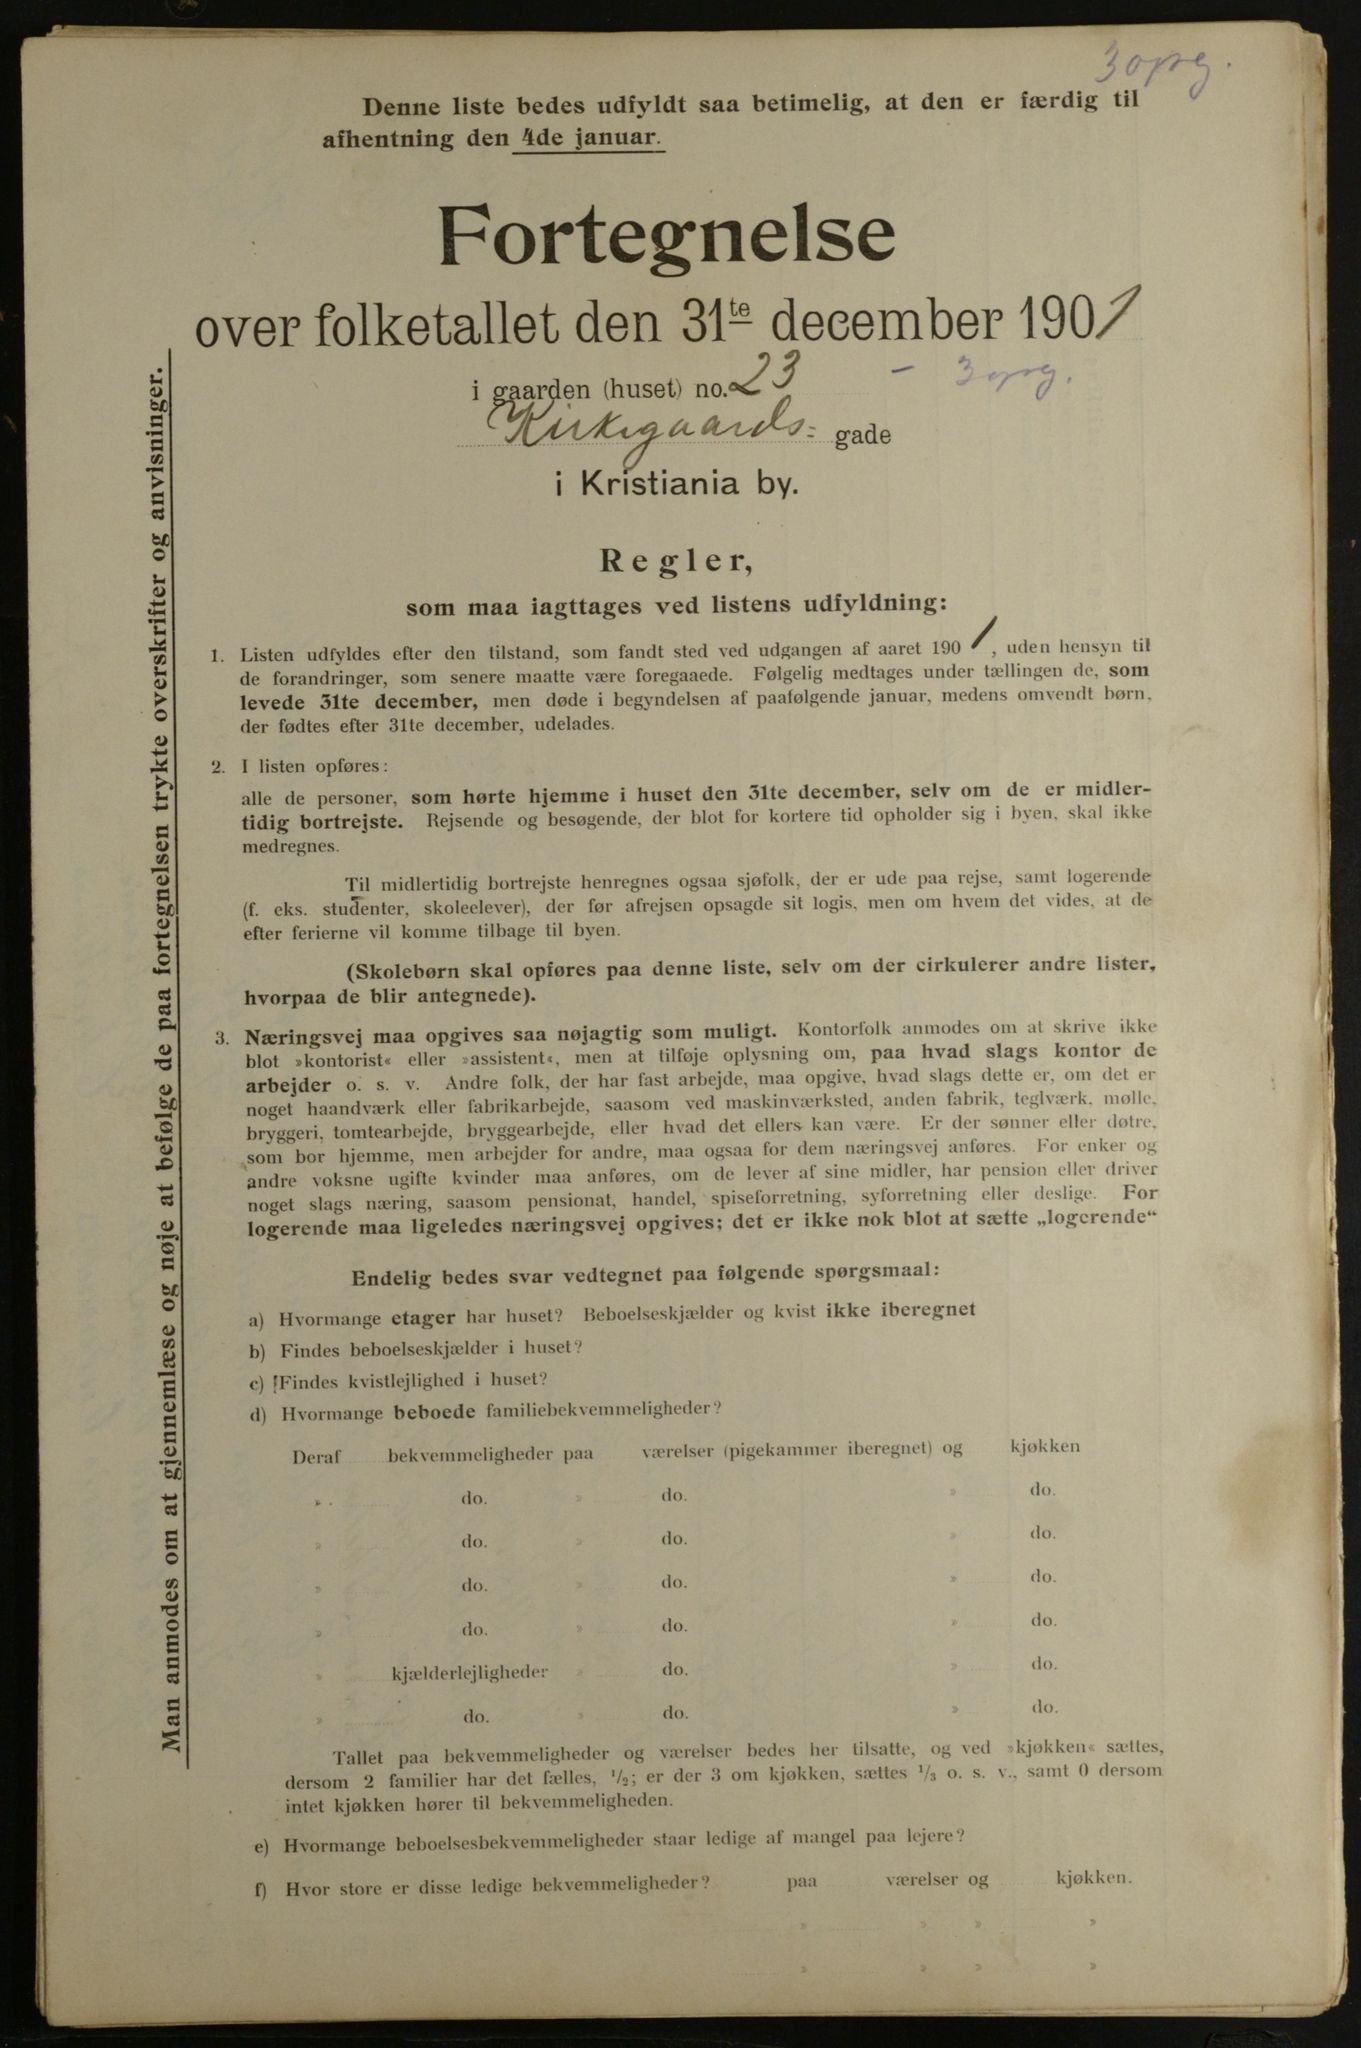 3 opg.
Denne liste bedes udfyldt saa betimelig, at den er færdig til
afhentning den 4de januar.
Fortegnelse
over folketallet den 31te december 1901
i gaarden (huset) no. 23 – 3 opg.
Kirkegaards- gade
i Kristiania by.
Regler,
som maa iagttages ved listens udfyldning:
1. Listen udfyldes efter den tilstand, som fandt sted ved udgangen af aaret 1901, uden hensyn til
de forandringer, som senere maatte være foregaaede. Følgelig medtages under tællingen de, som
levede 31te december, men døde i begyndelsen af paafølgende januar, medens omvendt børn,
der fødtes efter 31te december, udelades.
2. I listen opføres:
alle de personer, som hørte hjemme i huset den 31te december, selv om de er midler-
tidig bortrejste. Rejsende og besøgende, der blot for kortere tid opholder sig i byen, skal ikke
medregnes.
Til midlertidig bortrejste henregnes ogsaa sjøfolk, der er ude paa rejse, samt logerende
(f. eks. studenter, skoleelever), der før afrejsen opsagde sit logis, men om hvem det vides, at de
efter ferierne vil komme tilbage til byen.
(Skolebørn skal opføres paa denne liste, selv om der cirkulerer andre lister,
hvorpaa de blir antegnede).
3. Næringsvej maa opgives saa nøjagtig som muligt. Kontorfolk anmodes om at skrive ikke
blot »kontorist« eller »assistent«, men at tilføje oplysning om, paa hvad slags kontor de
arbejder o. s. v. Andre folk, der har fast arbejde, maa opgive, hvad slags dette er, om det er
noget haandværk eller fabrikarbejde, saasom ved maskinværksted, anden fabrik, teglværk, mølle,
bryggeri, tomtearbejde, bryggearbejde, eller hvad det ellers kan være. Er der sønner eller døtre,
som bor hjemme, men arbejder for andre, maa ogsaa for dem næringsvej anføres. For enker og
andre voksne ugifte kvinder maa anføres, om de lever af sine midler, har pension eller driver
noget slags næring, saasom pensionat, handel, spiseforretning, syforretning eller deslige. For
logerende maa ligeledes næringsvej opgives; det er ikke nok blot at sætte „logerende“
Endelig bedes svar vedtegnet paa følgende spørgsmaal:
a) Hvormange etager har huset? Beboelseskjælder og kvist ikke iberegnet
b) Findes beboelseskjælder i huset?
c) Findes kvistlejlighed i huset?
d) Hvormange beboede familiebekvemmeligheder?
Deraf bekvemmeligheder paa værelser (pigekammer iberegnet) og kjøkken
» do. » do. » do.
» do. » do. » do.
» do. » do. » do.
» do. » do. » do.
» kjælderlejligheder » do. » do.
» do. » do. » do.
Tallet paa bekvemmeligheder og værelser bedes her tilsatte, og ved »kjøkken« sættes,
dersom 2 familier har det fælles, 1/2; er der 3 om kjøkken, sættes 1/3 o. s. v., samt 0 dersom
intet kjøkken hører til bekvemmeligheden.
e) Hvormange beboelsesbekvemmeligheder staar ledige af mangel paa lejere?
f) Hvor store er disse ledige bekvemmeligheder? paa værelser og kjøkken.
» » » »
» » » »
Man anmodes om at gjennemlæse og nøje at befølge de paa fortegnelsen trykte overskrifter og anvisninger.